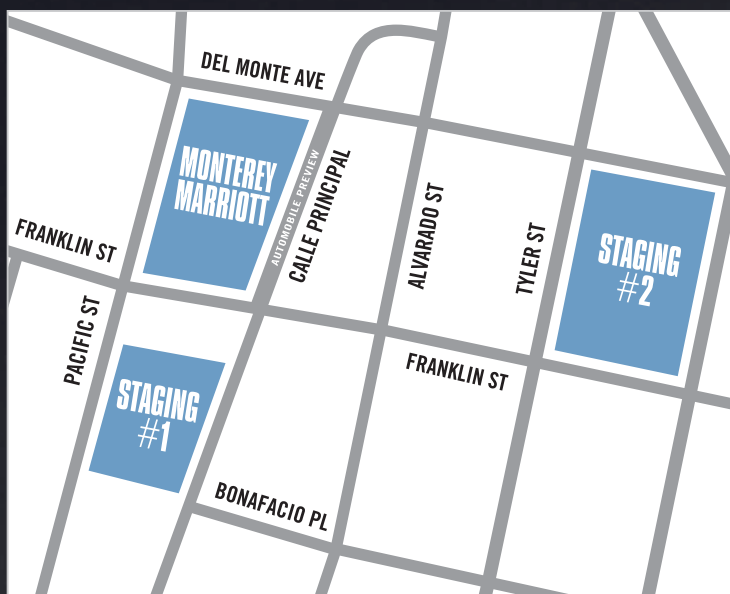 DEL MONTE AVE
MONTEREY
MARRIOTT
AUTOMOBILE PREVIEW
CALLE PRINCIPAL
ALVARADO ST
TYLER ST
STAGING
#2
FRANKLIN ST
PACIFIC ST
STAGING
#1
FRANKLIN ST
BONAFACIO PL